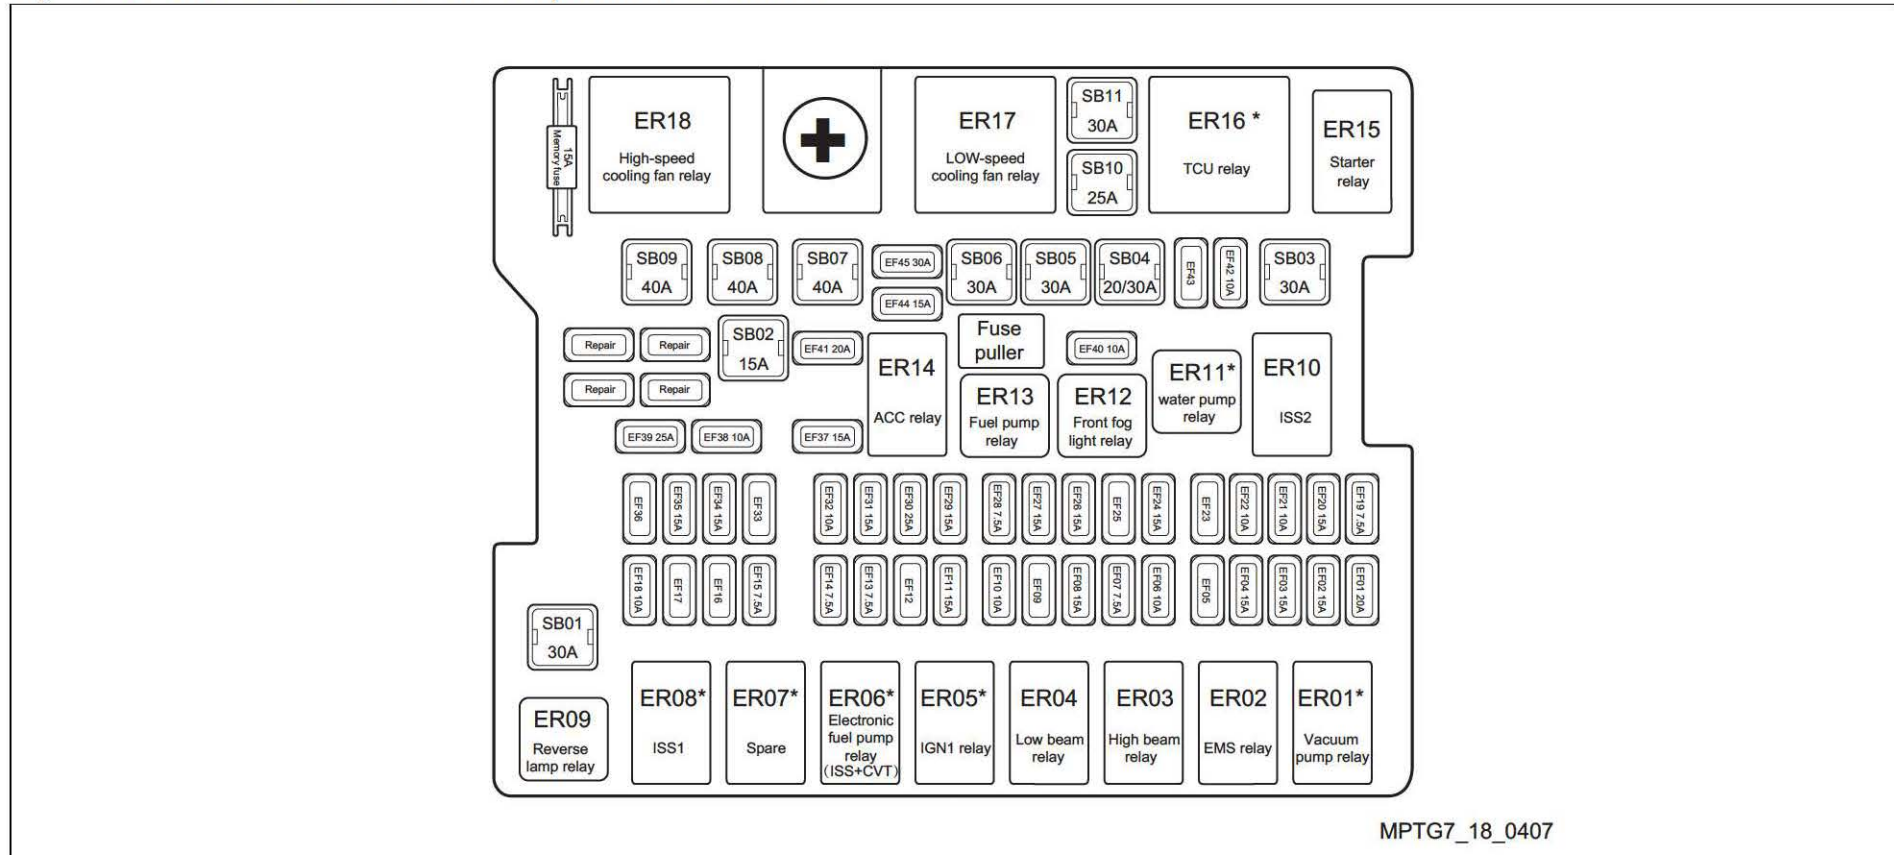 15A
Memory fuse
ER18
High-speed
cooling fan relay
ER17
LOW-speed
cooling fan relay
SB11
30A
SB10
25A
ER16 *
TCU relay
ER15
Starter
relay
SB09
40A
SB08
40A
SB07
40A
EF45 30A
EF44 15A
SB06
30A
SB05
30A
SB04
20/30A
EF43
EF42 10A
SB03
30A
Repair
Repair
Repair
Repair
SB02
15A
EF41 20A
ER14
ACC relay
Fuse
puller
EF40 10A
ER13
Fuel pump
relay
ER12
Front fog
light relay
ER11*
water pump
relay
ER10
ISS2
EF39 25A
EF38 10A
EF37 15A
EF36
EF35 15A
EF34 15A
EF33
EF32 10A
EF31 15A
EF30 25A
EF29 15A
EF28 7.5A
EF27 15A
EF26 15A
EF25
EF24 15A
EF23
EF22 10A
EF21 10A
EF20 15A
EF19 7.5A
EF18 10A
EF17
EF16
EF15 7.5A
EF14 7.5A
EF13 7.5A
EF12
EF11 15A
EF10 10A
EF09
EF08 15A
EF07 7.5A
EF06 10A
EF05
EF04 15A
EF03 15A
EF02 15A
EF01 20A
SB01
30A
ER09
Reverse
lamp relay
ER08*
ISS1
ER07*
Spare
ER06*
Electronic
fuel pump
relay
(ISS+CVT)
ER05*
IGN1 relay
ER04
Low beam
relay
ER03
High beam
relay
ER02
EMS relay
ER01*
Vacuum
pump relay
MPTG7_18_0407